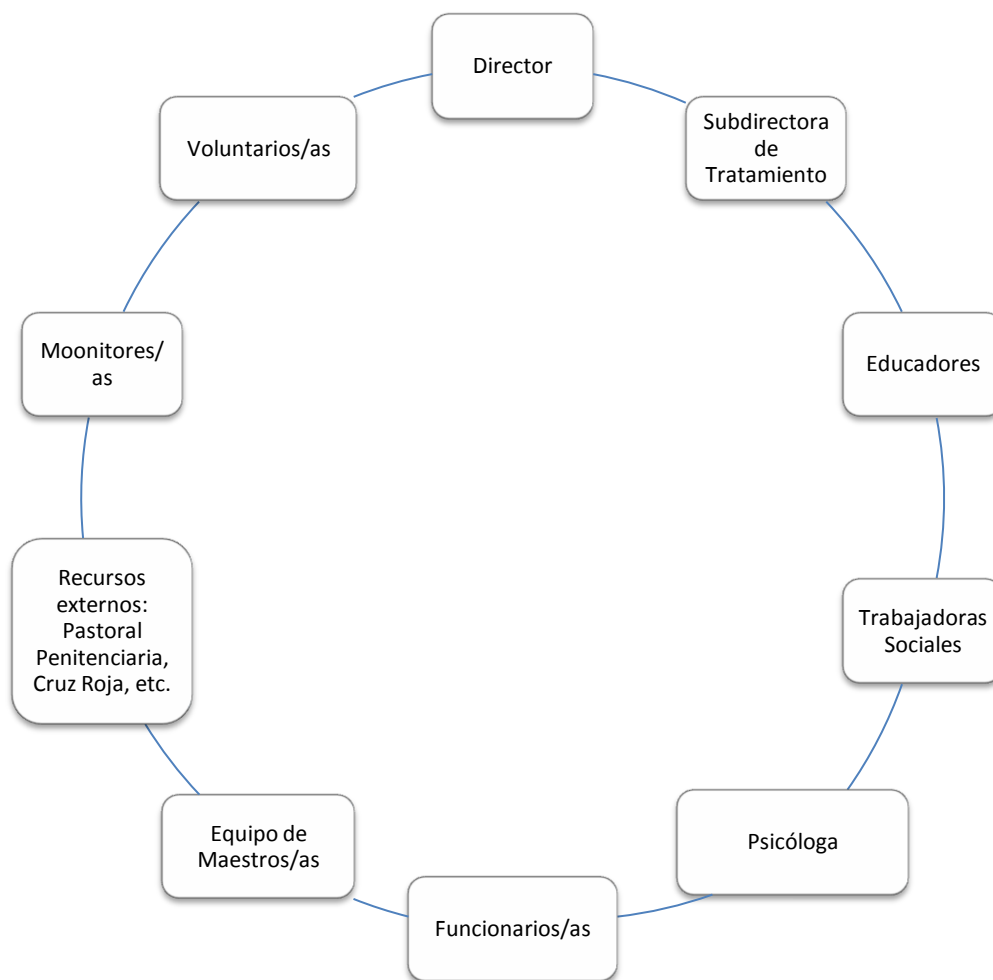 Director
Subdirectora
de
Tratamiento
Educadores
Trabajadoras
Sociales
Psicóloga
Funcionarios/as
Equipo de
Maestros/as
Recursos
externos:
Pastoral
Penitenciaria,
Cruz Roja, etc.
Moonitores/
as
Voluntarios/as